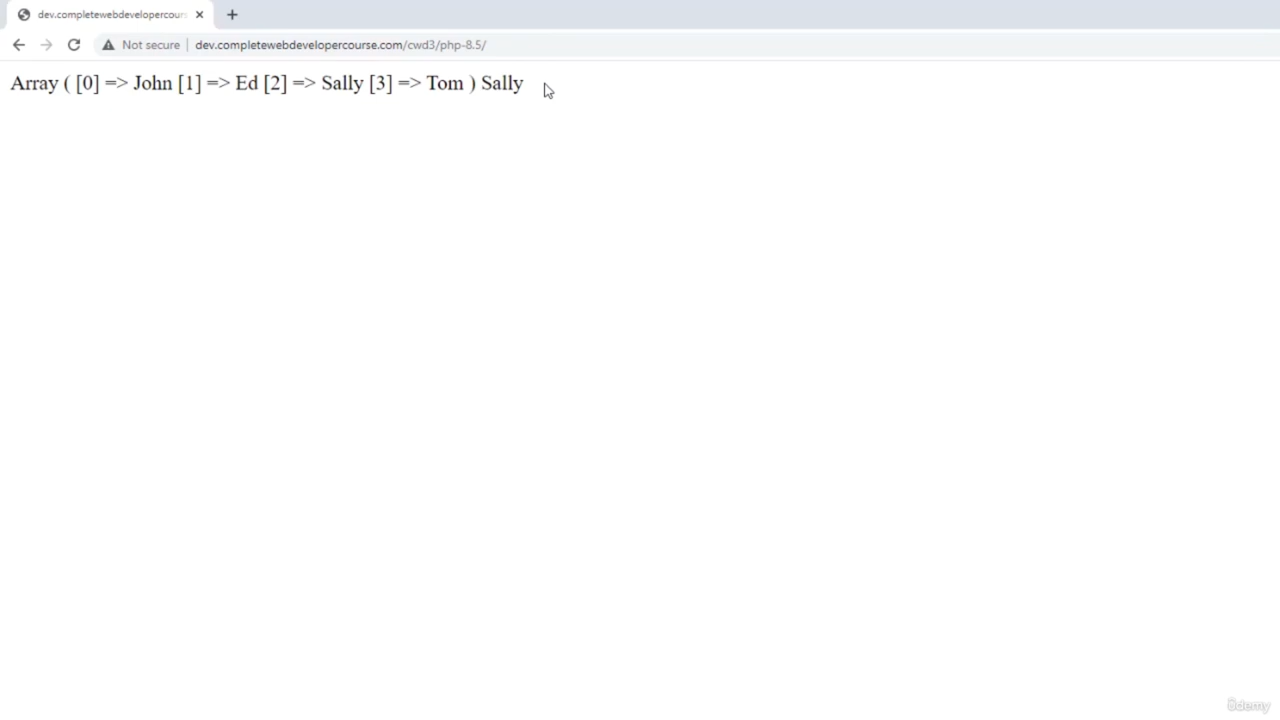 dev.completewebdevelopercour
Not secure
dev.completewebdevelopercourse.com/cwd3/php-8.5/
Array ( [0] => John [1] => Ed [2] => Sally [3] => Tom ) Sally
ûdemy